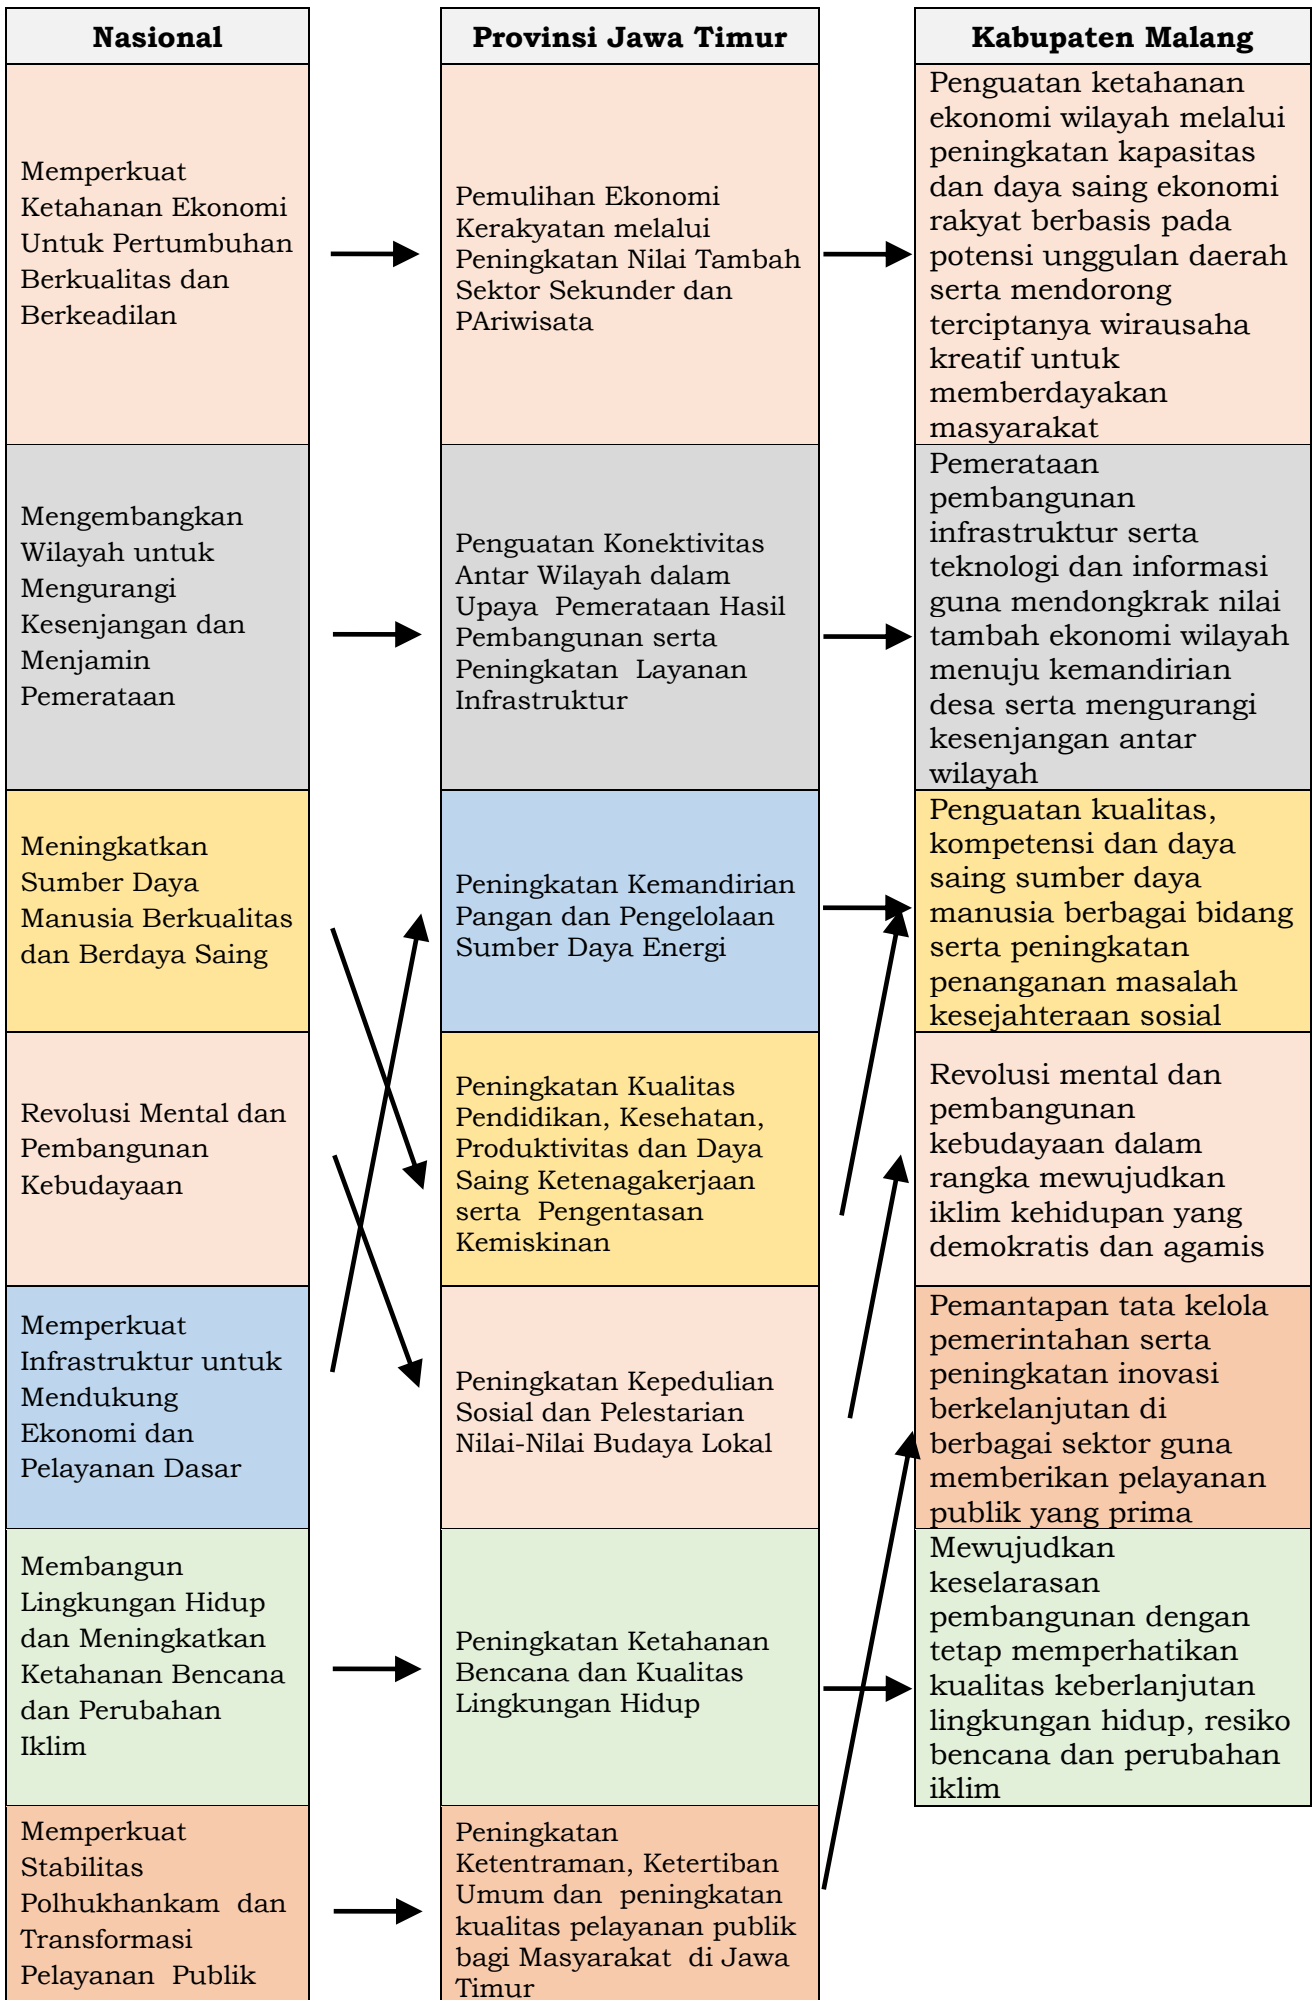 Nasional
Memperkuat
Ketahanan Ekonomi
Untuk Pertumbuhan
Berkualitas dan
Berkeadilan
Mengembangkan
Wilayah untuk
Mengurangi
Kesenjangan dan
Menjamin
Pemerataan
Meningkatkan
Sumber Daya
Manusia Berkualitas
dan Berdaya Saing
Revolusi Mental dan
Pembangunan
Kebudayaan
Memperkuat
Infrastruktur untuk
Mendukung
Ekonomi dan
Pelayanan Dasar
Membangun
Lingkungan Hidup
dan Meningkatkan
Ketahanan Bencana
dan Perubahan
Iklim
Memperkuat
Stabilitas
Polhukhankam dan
Transformasi
Pelayanan Publik
Provinsi Jawa Timur
Pemulihan Ekonomi
Kerakyatan melalui
Peningkatan Nilai Tambah
Sektor Sekunder dan
PAriwisata
Penguatan Konektivitas
Antar Wilayah dalam
Upaya Pemerataan Hasil
Pembangunan serta
Peningkatan Layanan
Infrastruktur
Peningkatan Kemandirian
Pangan dan Pengelolaan
Sumber Daya Energi
Peningkatan Kualitas
Pendidikan, Kesehatan,
Produktivitas dan Daya
Saing Ketenagakerjaan
serta Pengentasan
Kemiskinan
Peningkatan Kepedulian
Sosial dan Pelestarian
Nilai-Nilai Budaya Lokal
Peningkatan Ketahanan
Bencana dan Kualitas
Lingkungan Hidup
Peningkatan
Ketentraman, Ketertiban
Umum dan peningkatan
kualitas pelayanan publik
bagi Masyarakat di Jawa
Timur
Kabupaten Malang
Penguatan ketahanan
ekonomi wilayah melalui
peningkatan kapasitas
dan daya saing ekonomi
rakyat berbasis pada
potensi unggulan daerah
serta mendorong
terciptanya wirausaha
kreatif untuk
memberdayakan
masyarakat
Pemerataan
pembangunan
infrastruktur serta
teknologi dan informasi
guna mendongkrak nilai
tambah ekonomi wilayah
menuju kemandirian
desa serta mengurangi
kesenjangan antar
wilayah
Penguatan kualitas,
kompetensi dan daya
saing sumber daya
manusia berbagai bidang
serta peningkatan
penanganan masalah
kesejahteraan sosial
Revolusi mental dan
pembangunan
kebudayaan dalam
rangka mewujudkan
iklim kehidupan yang
demokratis dan agamis
Pemantapan tata kelola
pemerintahan serta
peningkatan inovasi
berkelanjutan di
berbagai sektor guna
memberikan pelayanan
publik yang prima
Mewujudkan
keselarasan
pembangunan dengan
tetap memperhatikan
kualitas keberlanjutan
lingkungan hidup, resiko
bencana dan perubahan
iklim